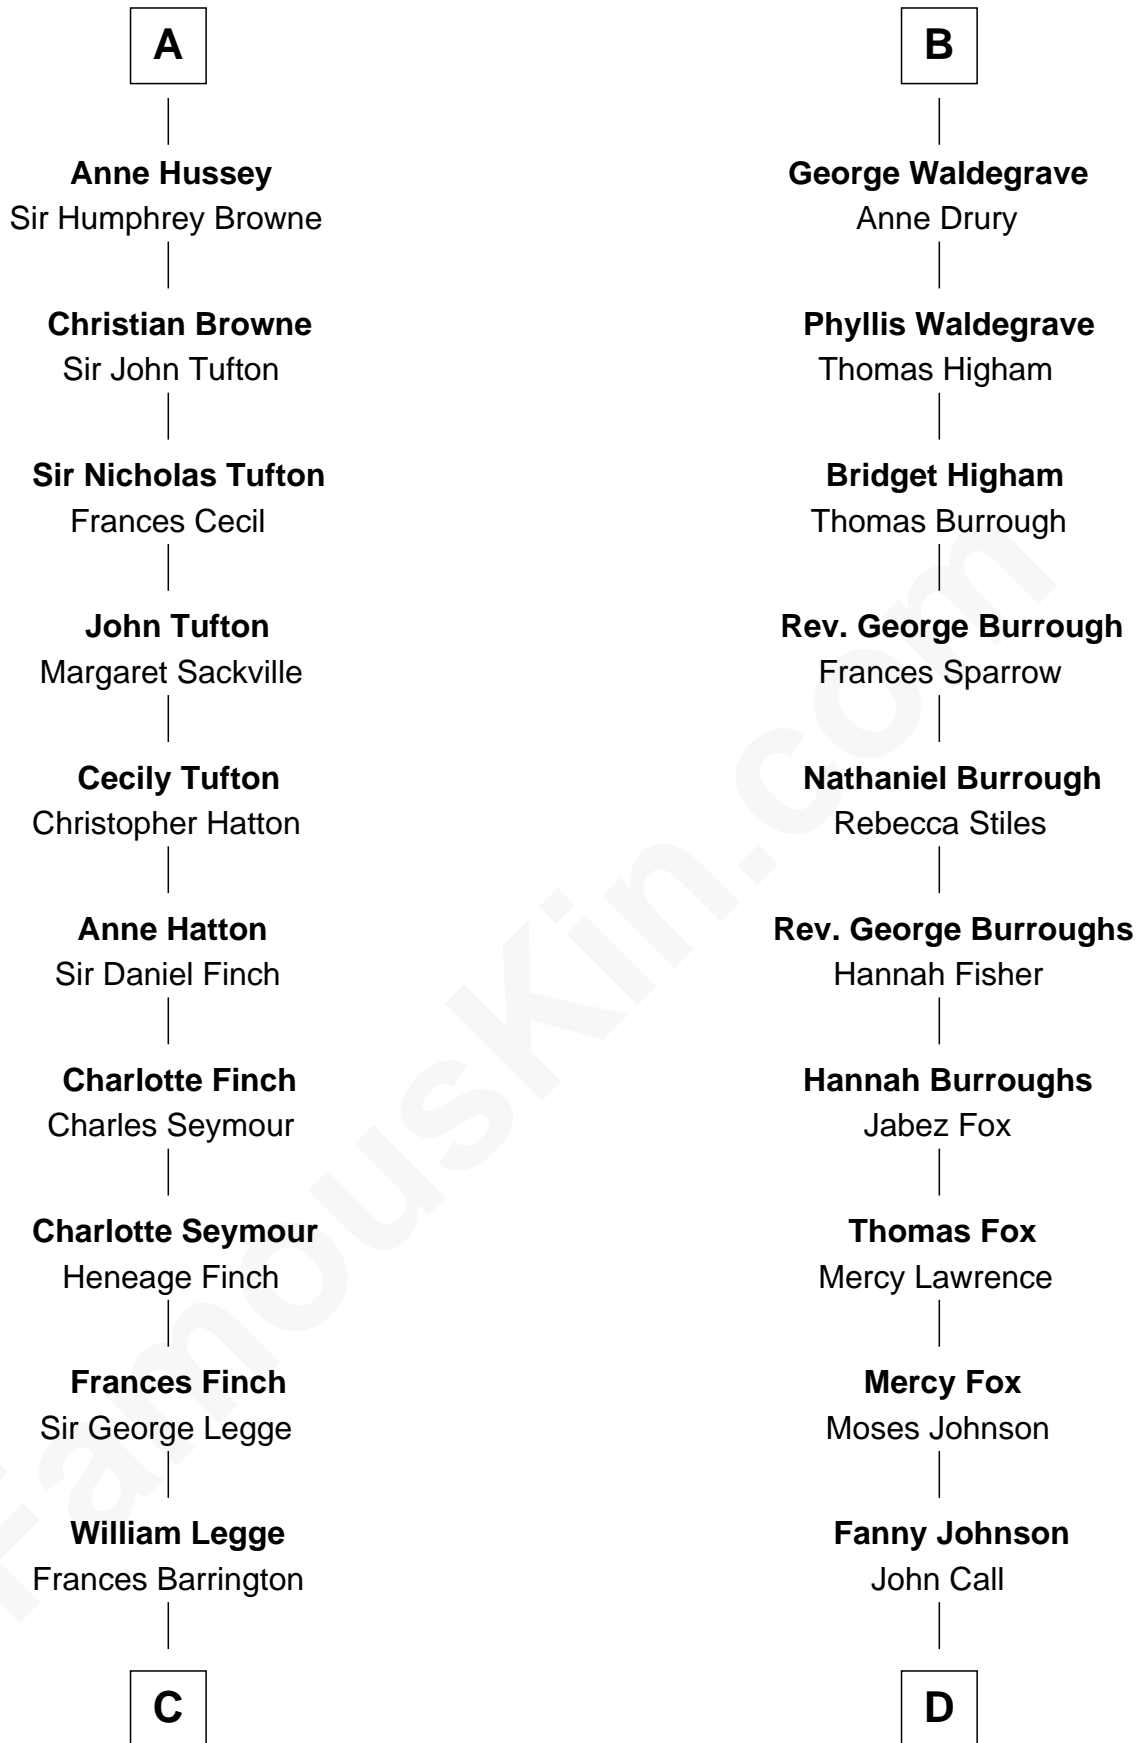 A
Anne Hussey
Sir Humphrey Browne
Christian Browne
Sir John Tufton
Sir Nicholas Tufton
Frances Cecil
John Tufton
Margaret Sackville
Cecily Tufton
Christopher Hatton
Anne Hatton
Sir Daniel Finch
Charlotte Finch
Charles Seymour
Charlotte Seymour
Heneage Finch
Frances Finch
Sir George Legge
William Legge
Frances Barrington
C
B
George Waldegrave
Anne Drury
Phyllis Waldegrave
Thomas Higham
Bridget Higham
Thomas Burrough
Rev. George Burrough
Frances Sparrow
Nathaniel Burrough
Rebecca Stiles
Rev. George Burroughs
Hannah Fisher
Hannah Burroughs
Jabez Fox
Thomas Fox
Mercy Lawrence
Mercy Fox
Moses Johnson
Fanny Johnson
John Call
D
FamousKin.com